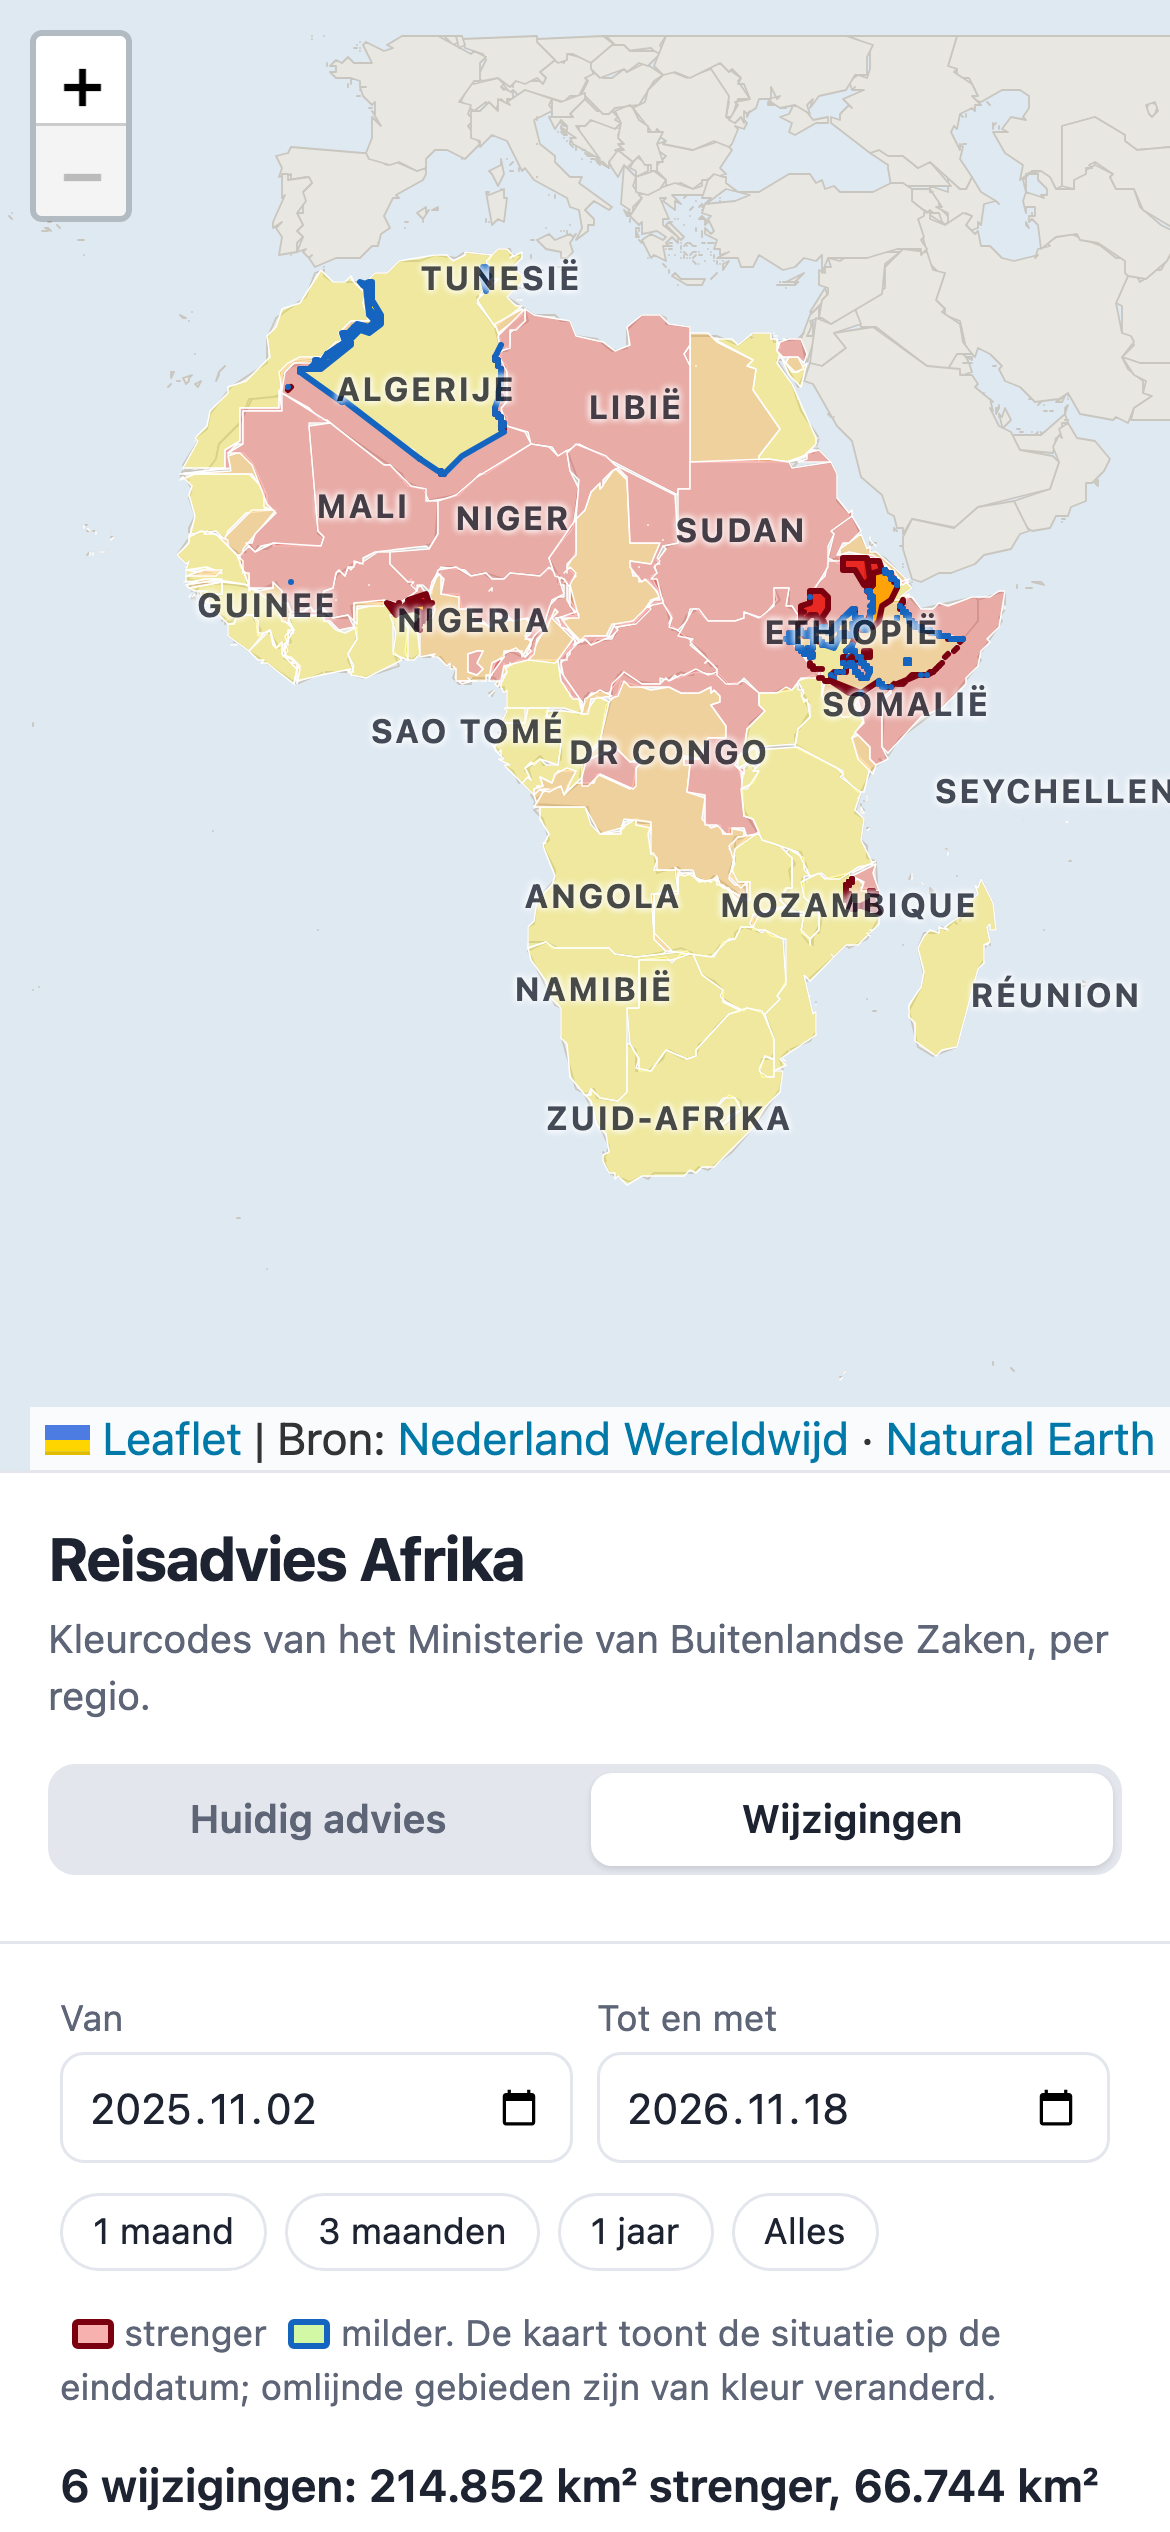 +
−
TUNESIË
ALGERIJE
LIBIË
MALI
NIGER
SUDAN
GUINEE
NIGERIA
ETHIOPIË
SOMALIË
SAO TOMÉ
DR CONGO
SEYCHELLEN
ANGOLA
MOZAMBIQUE
NAMIBIË
RÉUNION
ZUID-AFRIKA
Leaflet | Bron: Nederland Wereldwijd · Natural Earth
Reisadvies Afrika
Kleurcodes van het Ministerie van Buitenlandse Zaken, per
regio.
Huidig advies
Wijzigingen
Van
Tot en met
2025.11.02
2026.11.18
1 maand
3 maanden
1 jaar
Alles
strenger milder. De kaart toont de situatie op de
einddatum; omlijnde gebieden zijn van kleur veranderd.
6 wijzigingen: 214.852 km² strenger, 66.744 km²